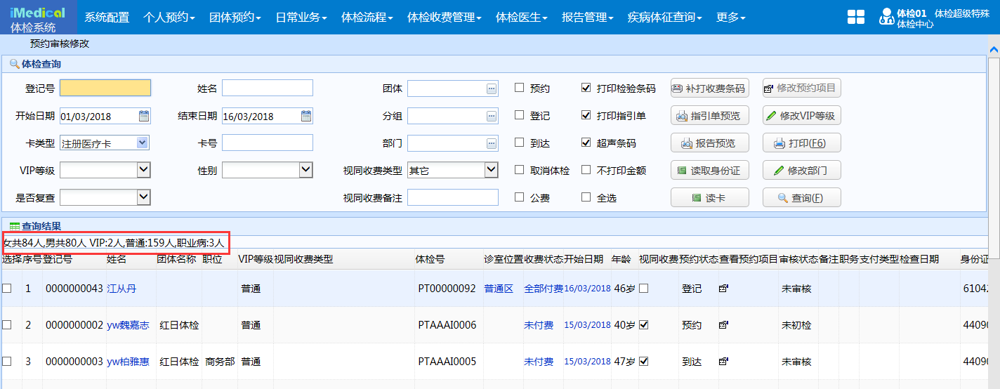 iMedical
体检系统
系统配置 个人预约 团体预约 日常业务 体检流程 体检收费管理 体检医生 报告管理 疾病体征查询 更多
体检01 体检超级特殊
体检中心
预约审核修改
体检查询
登记号 姓名 团体 预约 打印检验条码 补打收费条码 修改预约项目
开始日期 01/03/2018 结束日期 16/03/2018 分组 登记 打印指引单 指引单预览 修改VIP等级
卡类型 注册医疗卡 卡号 部门 到达 超声条码 报告预览 打印(F6)
VIP等级 性别 视同收费类型 其它 取消体检 不打印金额 读取身份证 修改部门
是否复查 视同收费备注 公费 全选 读卡 查询(F)
查询结果
女共84人,男共80人 VIP:2人,普通:159人,职业病:3人
选择 序号 登记号 姓名 团体名称 职位 VIP等级 视同收费类型 体检号 诊室位置 收费状态 开始日期 年龄 视同收费 预约状态 查看预约项目 审核状态 备注 职务 支付类型 检查日期 身份证
1 0000000043 江从丹 普通 PT00000092 普通区 全部付费 16/03/2018 46岁 登记 未审核 61042
2 0000000002 yw魏嘉志 红日体检 普通 PTAAAI0006 未付费 15/03/2018 40岁 预约 未初检 44090
3 0000000003 yw柏雅惠 红日体检 商务部 普通 PTAAAI0005 未付费 15/03/2018 47岁 到达 未审核 44090